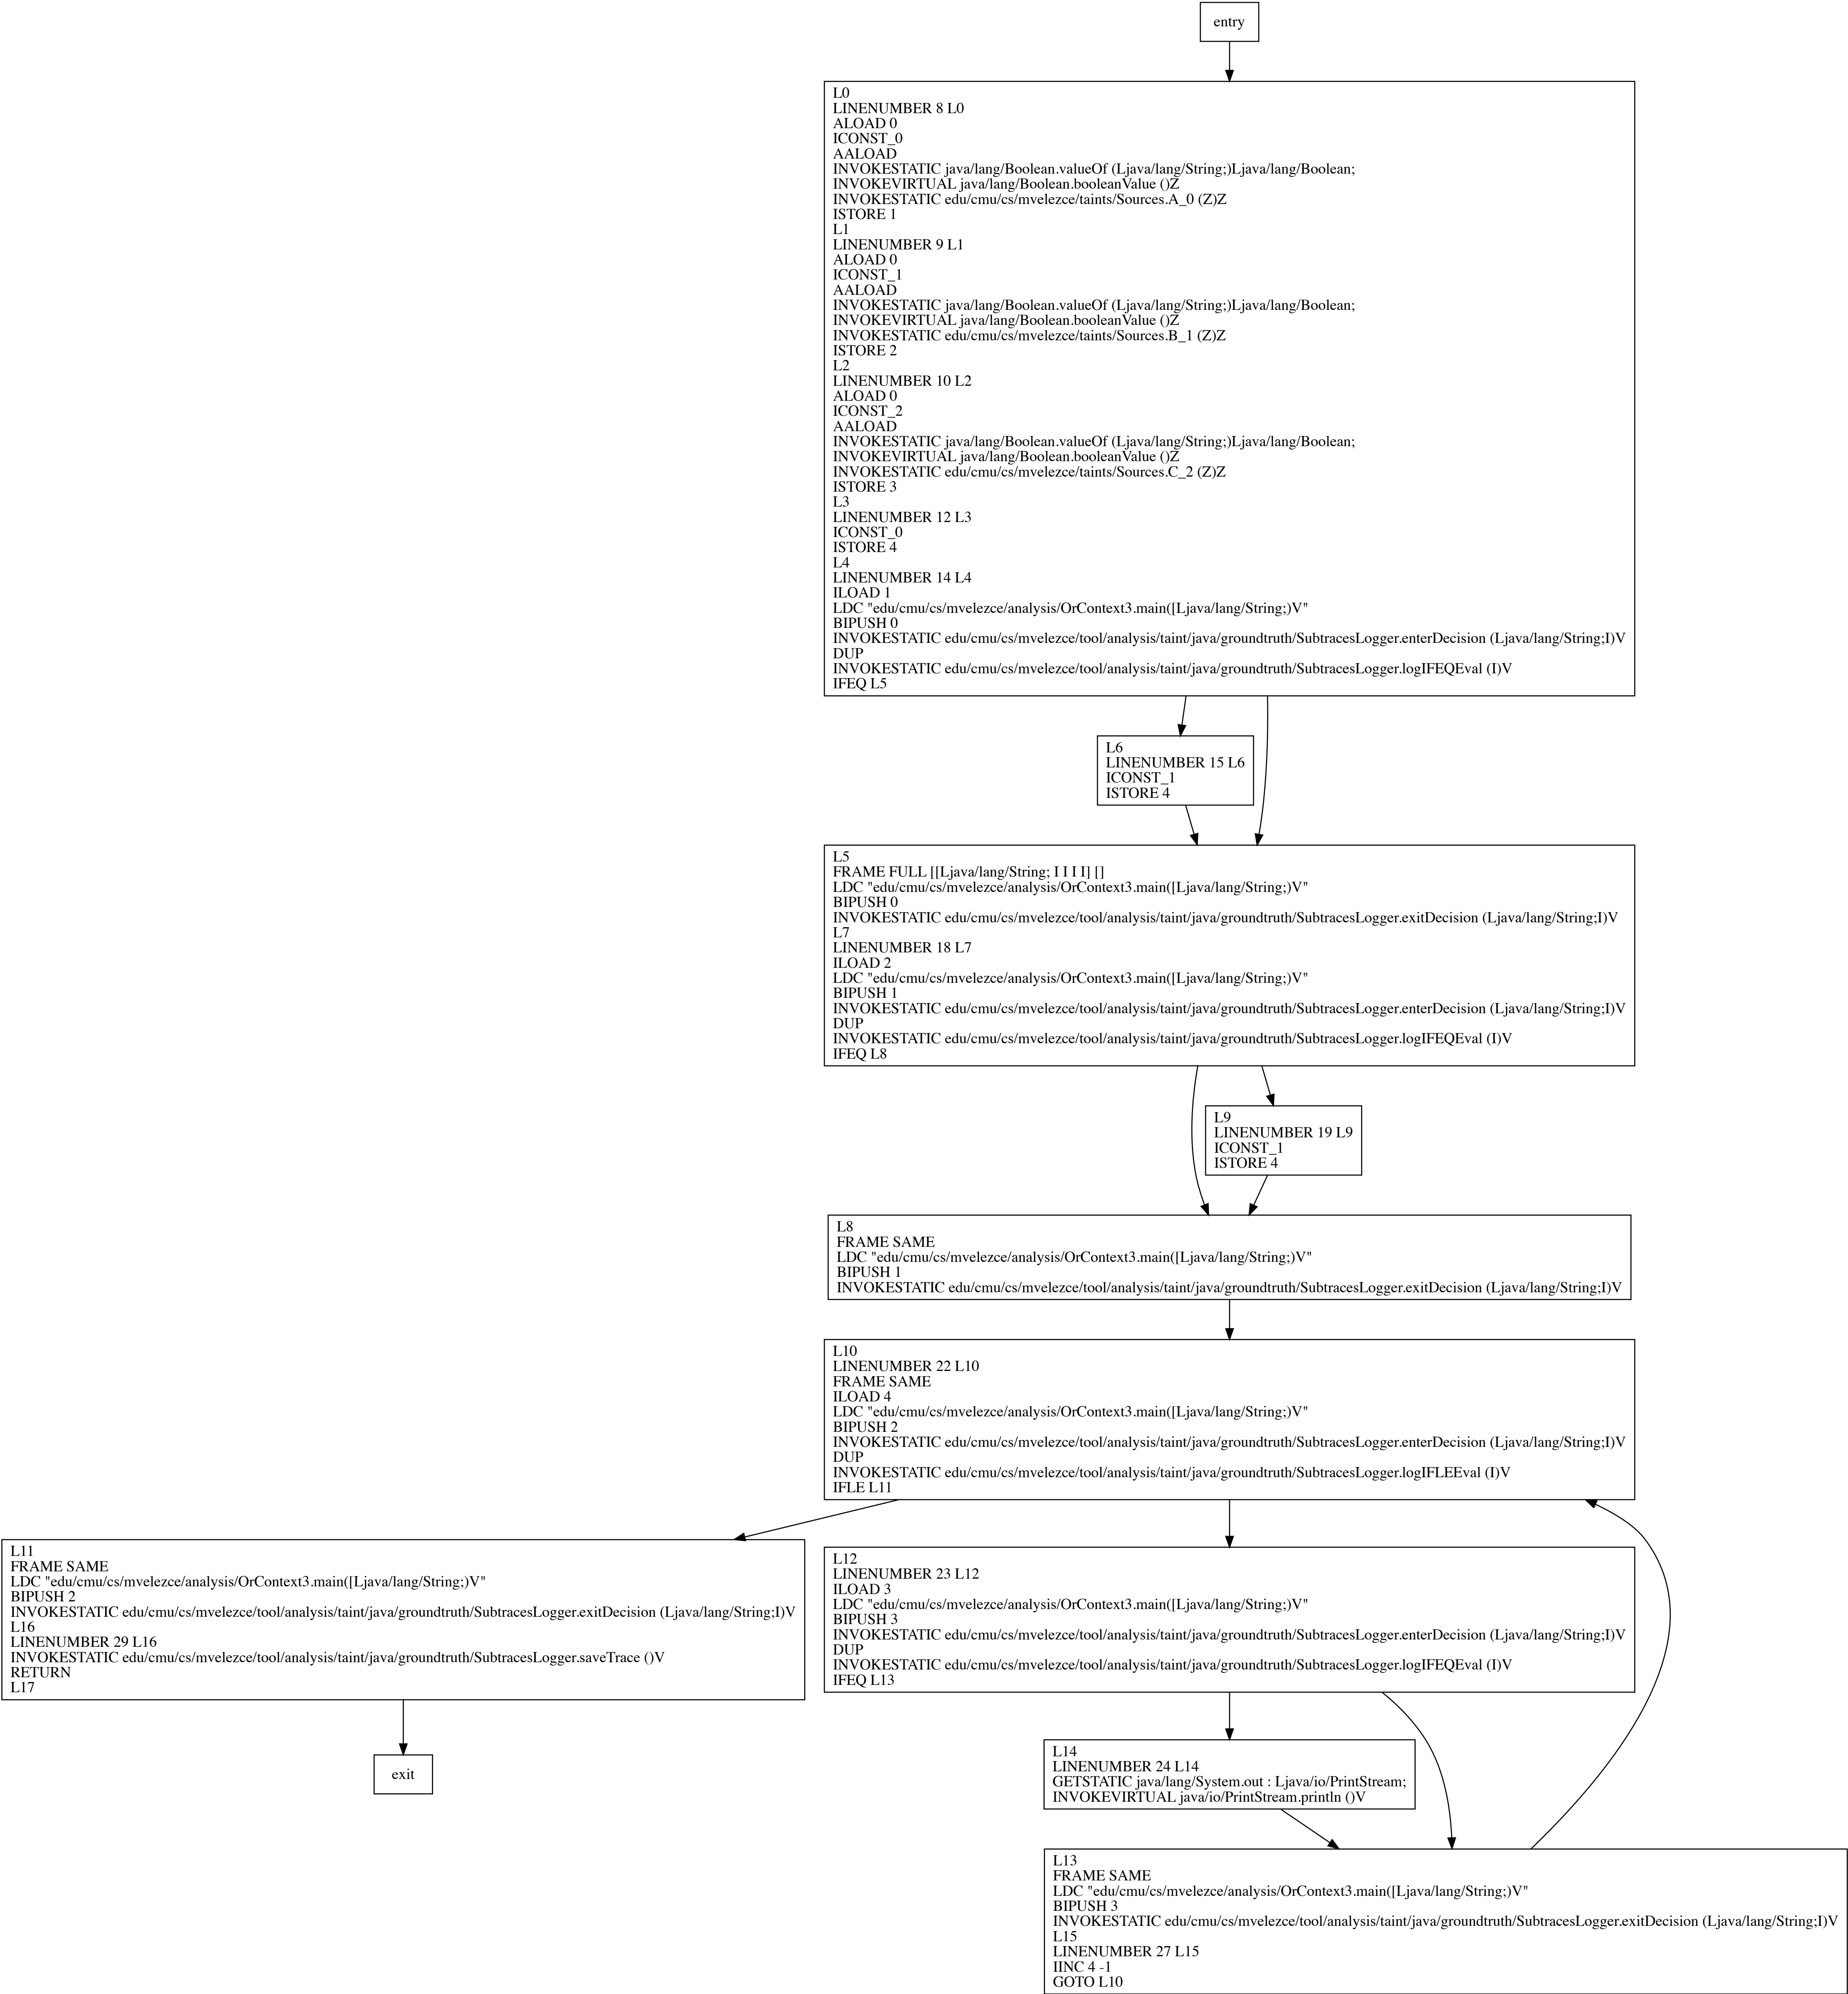 entry
L0
LINENUMBER 8 L0
ALOAD 0
ICONST_0
AALOAD
INVOKESTATIC java/lang/Boolean.valueOf (Ljava/lang/String;)Ljava/lang/Boolean;
INVOKEVIRTUAL java/lang/Boolean.booleanValue ()Z
INVOKESTATIC edu/cmu/cs/mvelezce/taints/Sources.A_0 (Z)Z
ISTORE 1
L1
LINENUMBER 9 L1
ALOAD 0
ICONST_1
AALOAD
INVOKESTATIC java/lang/Boolean.valueOf (Ljava/lang/String;)Ljava/lang/Boolean;
INVOKEVIRTUAL java/lang/Boolean.booleanValue ()Z
INVOKESTATIC edu/cmu/cs/mvelezce/taints/Sources.B_1 (Z)Z
ISTORE 2
L2
LINENUMBER 10 L2
ALOAD 0
ICONST_2
AALOAD
INVOKESTATIC java/lang/Boolean.valueOf (Ljava/lang/String;)Ljava/lang/Boolean;
INVOKEVIRTUAL java/lang/Boolean.booleanValue ()Z
INVOKESTATIC edu/cmu/cs/mvelezce/taints/Sources.C_2 (Z)Z
ISTORE 3
L3
LINENUMBER 12 L3
ICONST_0
ISTORE 4
L4
LINENUMBER 14 L4
ILOAD 1
LDC "edu/cmu/cs/mvelezce/analysis/OrContext3.main([Ljava/lang/String;)V"
BIPUSH 0
INVOKESTATIC edu/cmu/cs/mvelezce/tool/analysis/taint/java/groundtruth/SubtracesLogger.enterDecision (Ljava/lang/String;I)V
DUP
INVOKESTATIC edu/cmu/cs/mvelezce/tool/analysis/taint/java/groundtruth/SubtracesLogger.logIFEQEval (I)V
IFEQ L5
L6
LINENUMBER 15 L6
ICONST_1
ISTORE 4
L5
FRAME FULL [[Ljava/lang/String; I I I I] []
LDC "edu/cmu/cs/mvelezce/analysis/OrContext3.main([Ljava/lang/String;)V"
BIPUSH 0
INVOKESTATIC edu/cmu/cs/mvelezce/tool/analysis/taint/java/groundtruth/SubtracesLogger.exitDecision (Ljava/lang/String;I)V
L7
LINENUMBER 18 L7
ILOAD 2
LDC "edu/cmu/cs/mvelezce/analysis/OrContext3.main([Ljava/lang/String;)V"
BIPUSH 1
INVOKESTATIC edu/cmu/cs/mvelezce/tool/analysis/taint/java/groundtruth/SubtracesLogger.enterDecision (Ljava/lang/String;I)V
DUP
INVOKESTATIC edu/cmu/cs/mvelezce/tool/analysis/taint/java/groundtruth/SubtracesLogger.logIFEQEval (I)V
IFEQ L8
L9
LINENUMBER 19 L9
ICONST_1
ISTORE 4
L8
FRAME SAME
LDC "edu/cmu/cs/mvelezce/analysis/OrContext3.main([Ljava/lang/String;)V"
BIPUSH 1
INVOKESTATIC edu/cmu/cs/mvelezce/tool/analysis/taint/java/groundtruth/SubtracesLogger.exitDecision (Ljava/lang/String;I)V
L10
LINENUMBER 22 L10
FRAME SAME
ILOAD 4
LDC "edu/cmu/cs/mvelezce/analysis/OrContext3.main([Ljava/lang/String;)V"
BIPUSH 2
INVOKESTATIC edu/cmu/cs/mvelezce/tool/analysis/taint/java/groundtruth/SubtracesLogger.enterDecision (Ljava/lang/String;I)V
DUP
INVOKESTATIC edu/cmu/cs/mvelezce/tool/analysis/taint/java/groundtruth/SubtracesLogger.logIFLEEval (I)V
IFLE L11
L11
FRAME SAME
LDC "edu/cmu/cs/mvelezce/analysis/OrContext3.main([Ljava/lang/String;)V"
BIPUSH 2
INVOKESTATIC edu/cmu/cs/mvelezce/tool/analysis/taint/java/groundtruth/SubtracesLogger.exitDecision (Ljava/lang/String;I)V
L16
LINENUMBER 29 L16
INVOKESTATIC edu/cmu/cs/mvelezce/tool/analysis/taint/java/groundtruth/SubtracesLogger.saveTrace ()V
RETURN
L17
L12
LINENUMBER 23 L12
ILOAD 3
LDC "edu/cmu/cs/mvelezce/analysis/OrContext3.main([Ljava/lang/String;)V"
BIPUSH 3
INVOKESTATIC edu/cmu/cs/mvelezce/tool/analysis/taint/java/groundtruth/SubtracesLogger.enterDecision (Ljava/lang/String;I)V
DUP
INVOKESTATIC edu/cmu/cs/mvelezce/tool/analysis/taint/java/groundtruth/SubtracesLogger.logIFEQEval (I)V
IFEQ L13
exit
L14
LINENUMBER 24 L14
GETSTATIC java/lang/System.out : Ljava/io/PrintStream;
INVOKEVIRTUAL java/io/PrintStream.println ()V
L13
FRAME SAME
LDC "edu/cmu/cs/mvelezce/analysis/OrContext3.main([Ljava/lang/String;)V"
BIPUSH 3
INVOKESTATIC edu/cmu/cs/mvelezce/tool/analysis/taint/java/groundtruth/SubtracesLogger.exitDecision (Ljava/lang/String;I)V
L15
LINENUMBER 27 L15
IINC 4 -1
GOTO L10